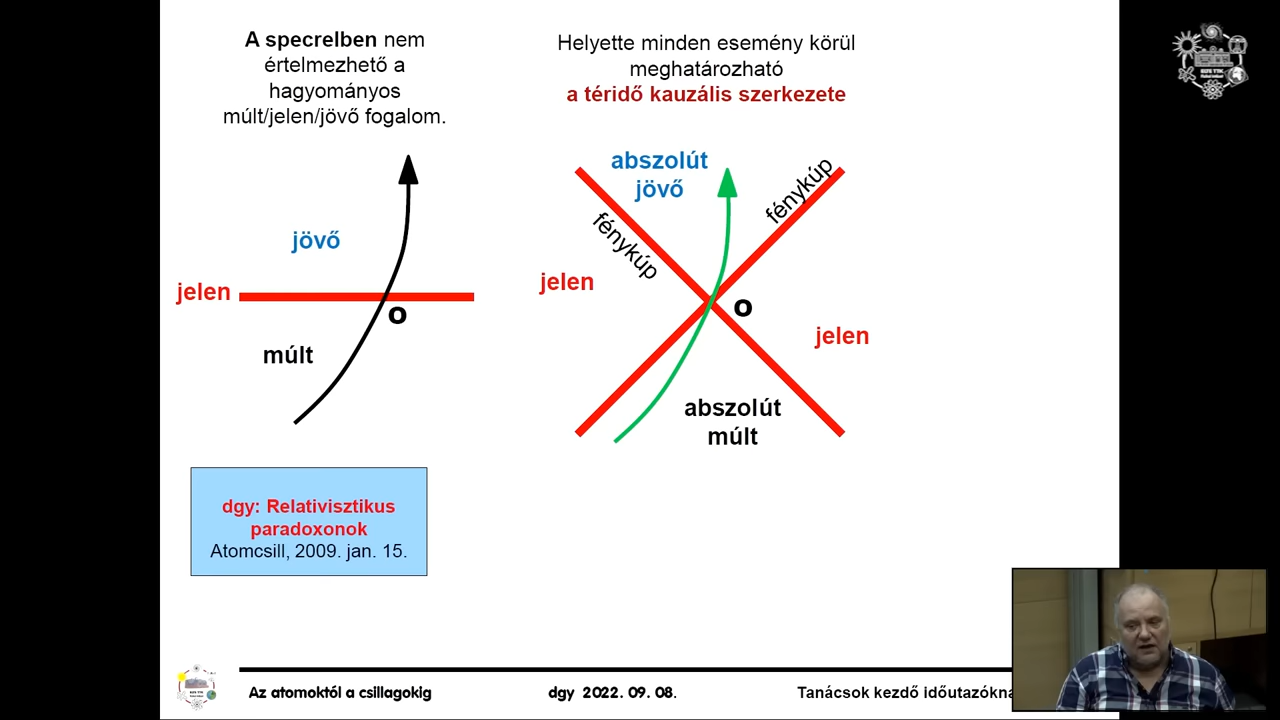 A specrelben nem
értelmezhető a
hagyományos
múlt/jelen/jövő fogalom.
Helyette minden esemény körül
meghatározható
a téridő kauzális szerkezete
jövő
jelen
O
múlt
abszolút
jövő
fénykúp
fénykúp
jelen
O
jelen
abszolút
múlt
dgy: Relativisztikus
paradoxonok
Atomcsill, 2009. jan. 15.
Az atomoktól a csillagokig
dgy 2022. 09. 08.
Tanácsok kezdő időutazókna